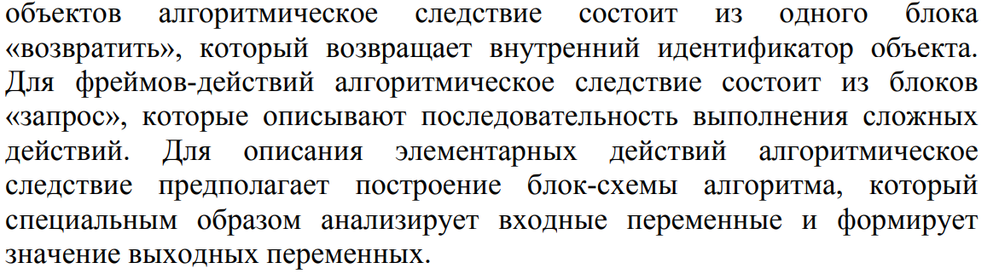 объектов алгоритмическое следствие состоит из одного блока
«возвратить», который возвращает внутренний идентификатор объекта.
Для фреймов-действий алгоритмическое следствие состоит из блоков
«запрос», которые описывают последовательность выполнения сложных
действий. Для описания элементарных действий алгоритмическое
следствие предполагает построение блок-схемы алгоритма, который
специальным образом анализирует входные переменные и формирует
значение выходных переменных.